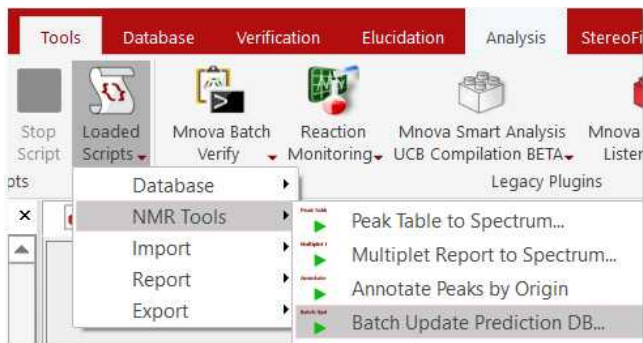 Tools Database Verification Elucidation Analysis StereoFi
Stop Script
Loaded Scripts
Mnova Batch Verify
Reaction Monitoring
Mnova Smart Analysis UCB Compilation BETA
Mnova Lister
pts
Legacy Plugins
Database
NMR Tools
Import
Report
Export
Peak Table to Spectrum...
Multiplet Report to Spectrum...
Annotate Peaks by Origin
Batch Update Prediction DB...